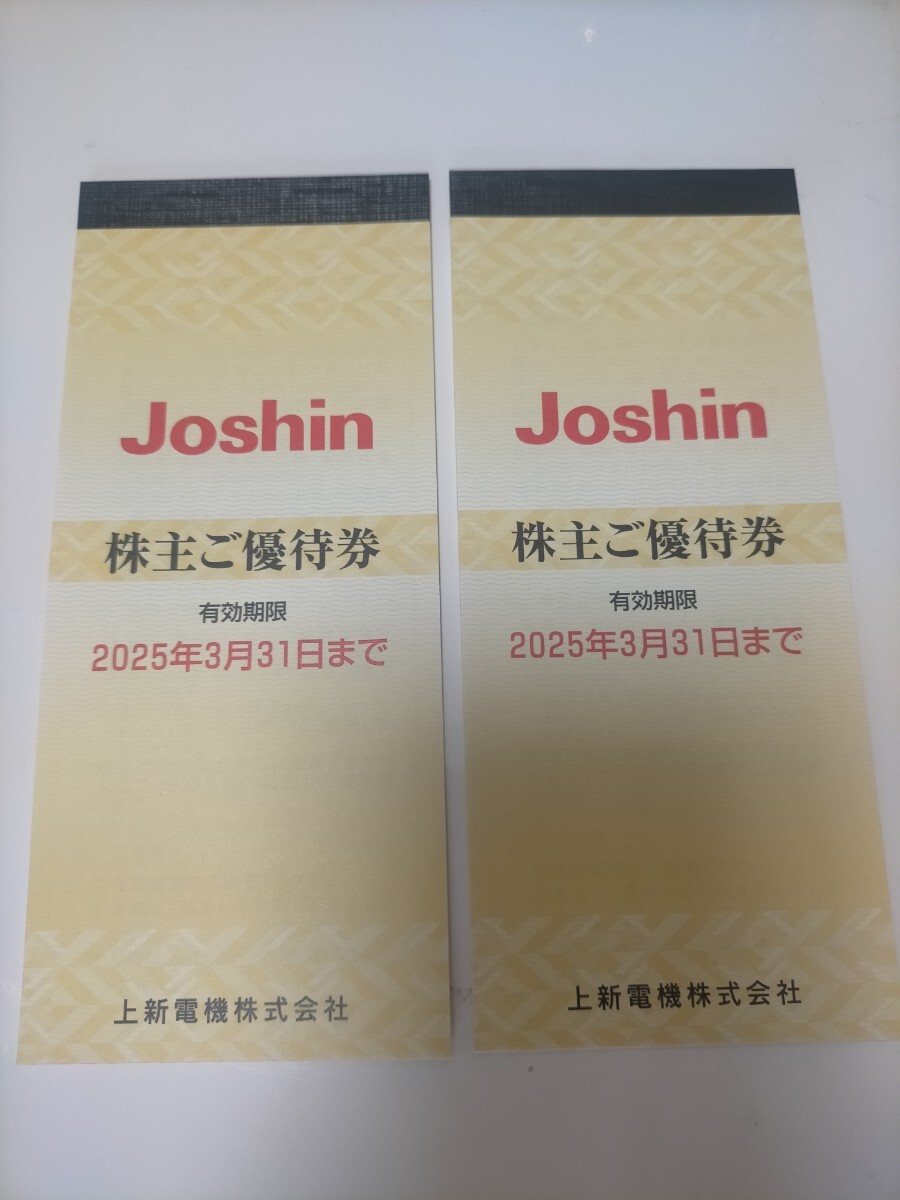 Joshin
株主ご優待券
有効期限
2025年3月31日まで
上新電機株式会社
Joshin
株主ご優待券
有効期限
2025年3月31日まで
上新電機株式会社